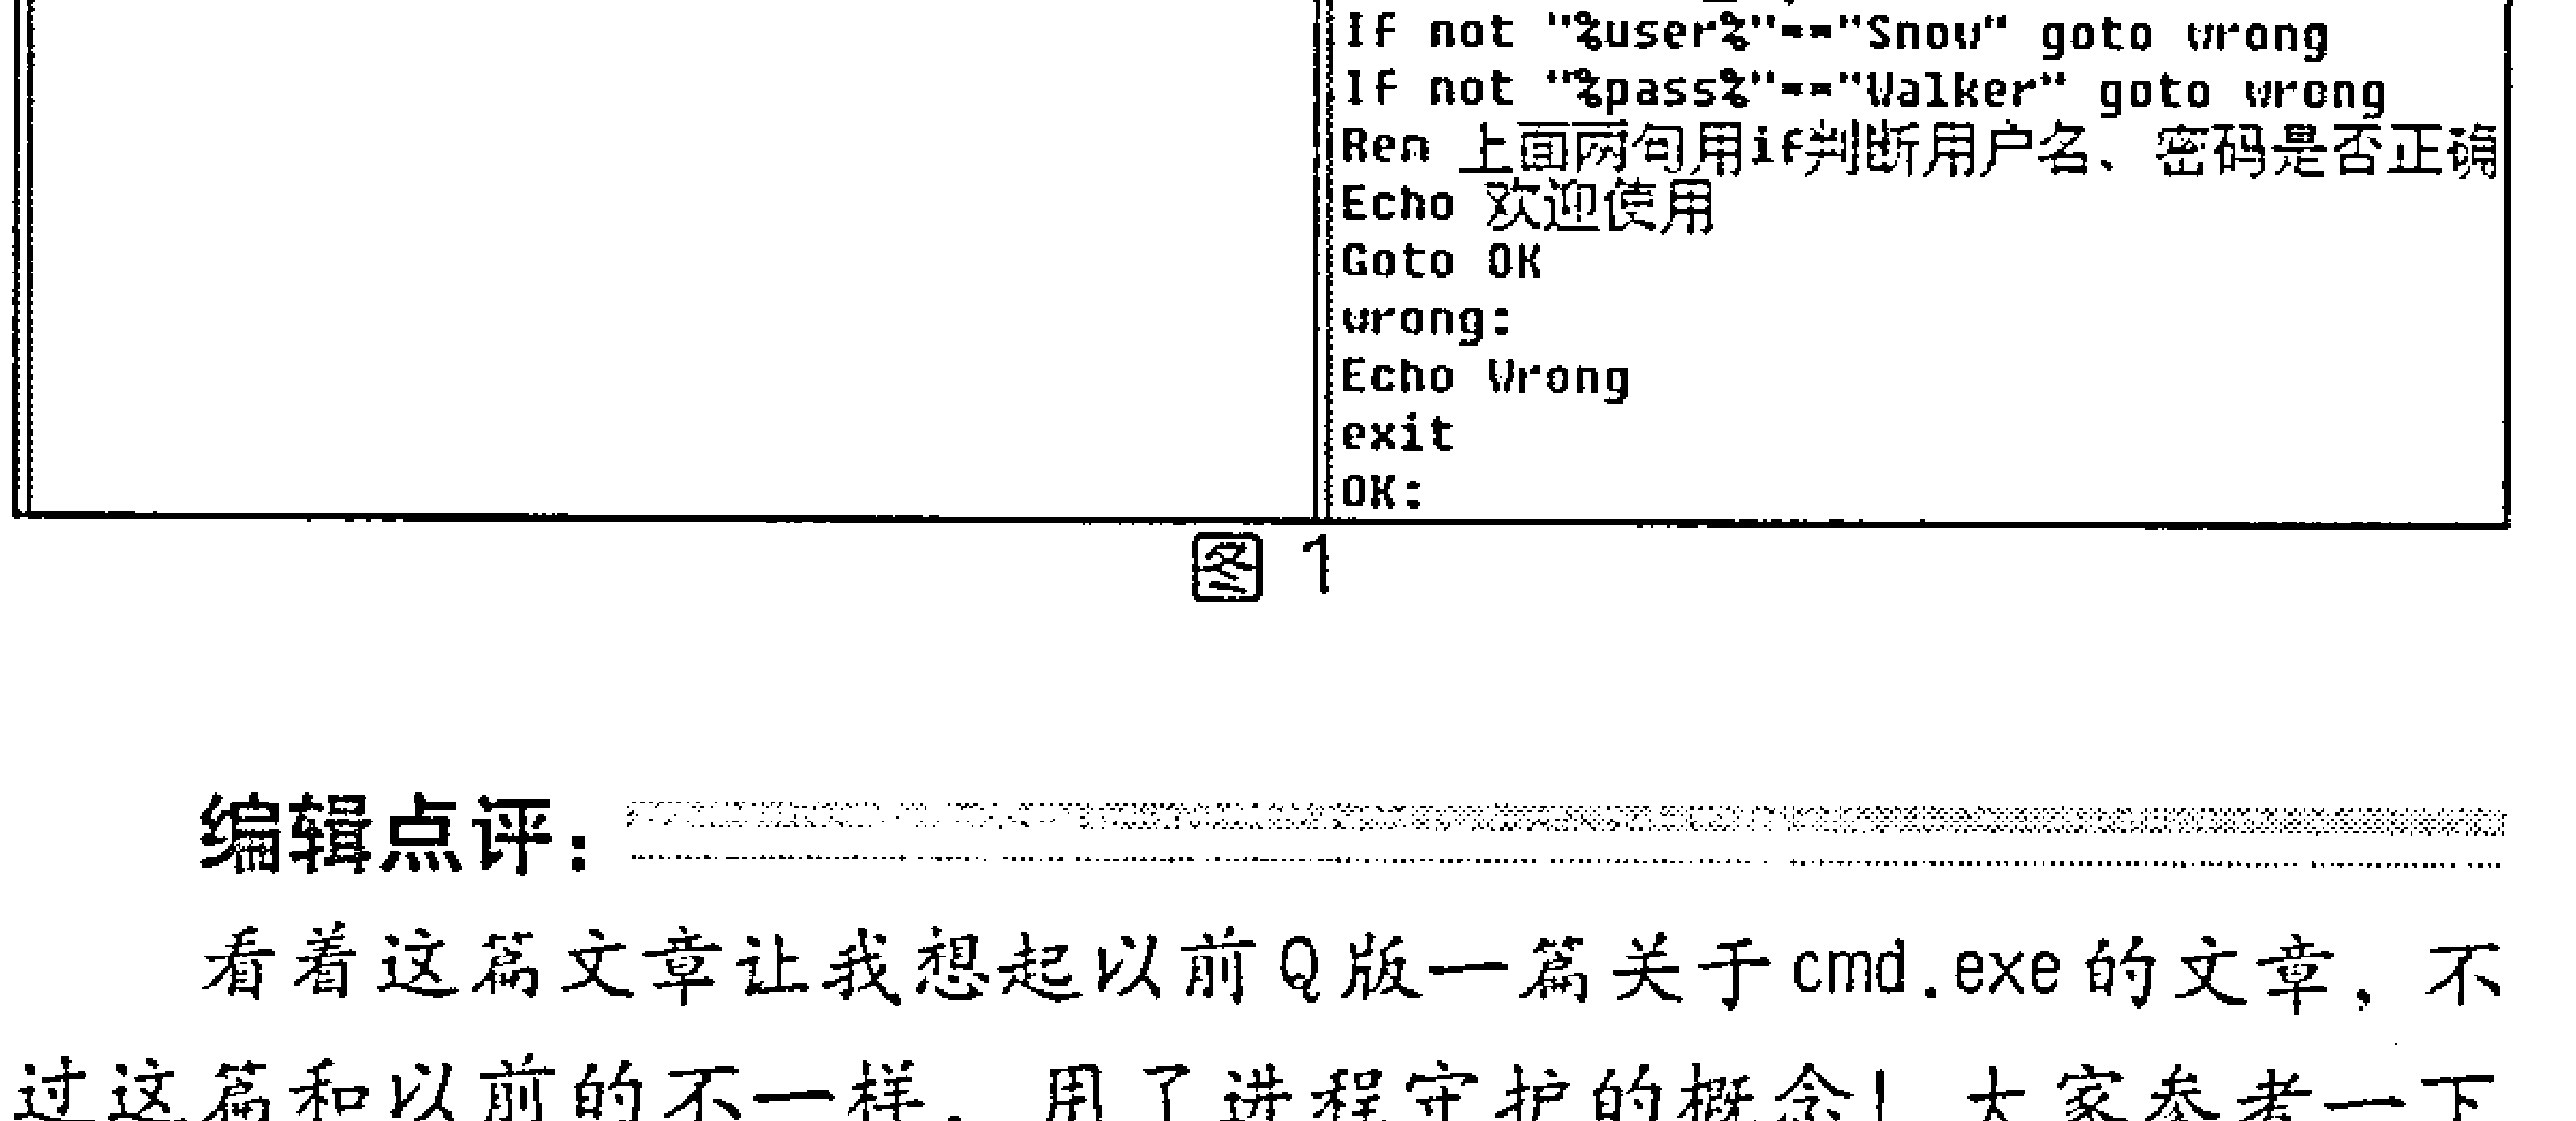 If not "%user%"=="Snow" goto wrong
If not "%pass%"=="Walker" goto wrong
Rem 上面两句用if判断用户名、密码是否正确
Echo 欢迎使用
Goto OK
wrong:
Echo Wrong
exit
OK:
图 1
编辑点评:
看着这篇文章让我想起以前Q版一篇关于cmd.exe的文章,不
过这篇和以前的不一样,用了进程守护的概念!大家参考一下